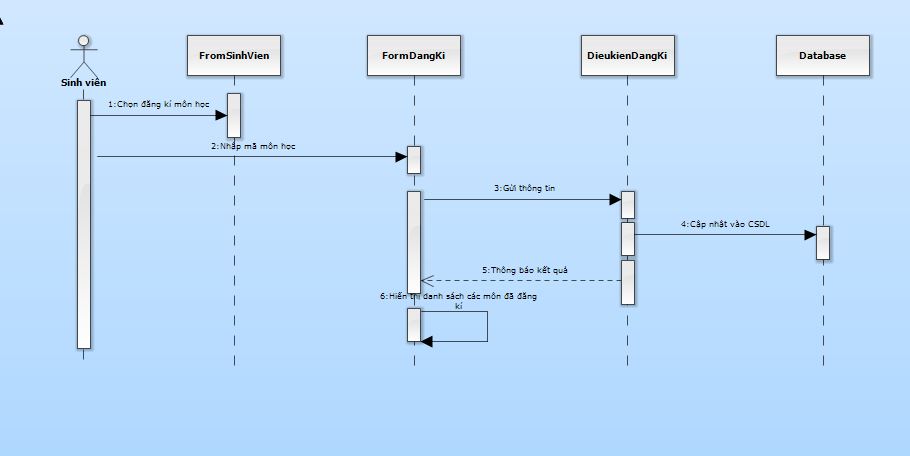 FromSinhVien
FormDangKi
DieukienDangKi
Database
Sinh viên
1:Chọn đăng kí môn học
2:Nhập mã môn học
3:Gửi thông tin
4:Cập nhật vào CSDL
5:Thông báo kết quả
6:Hiển thị danh sách các môn đã đăng
kí